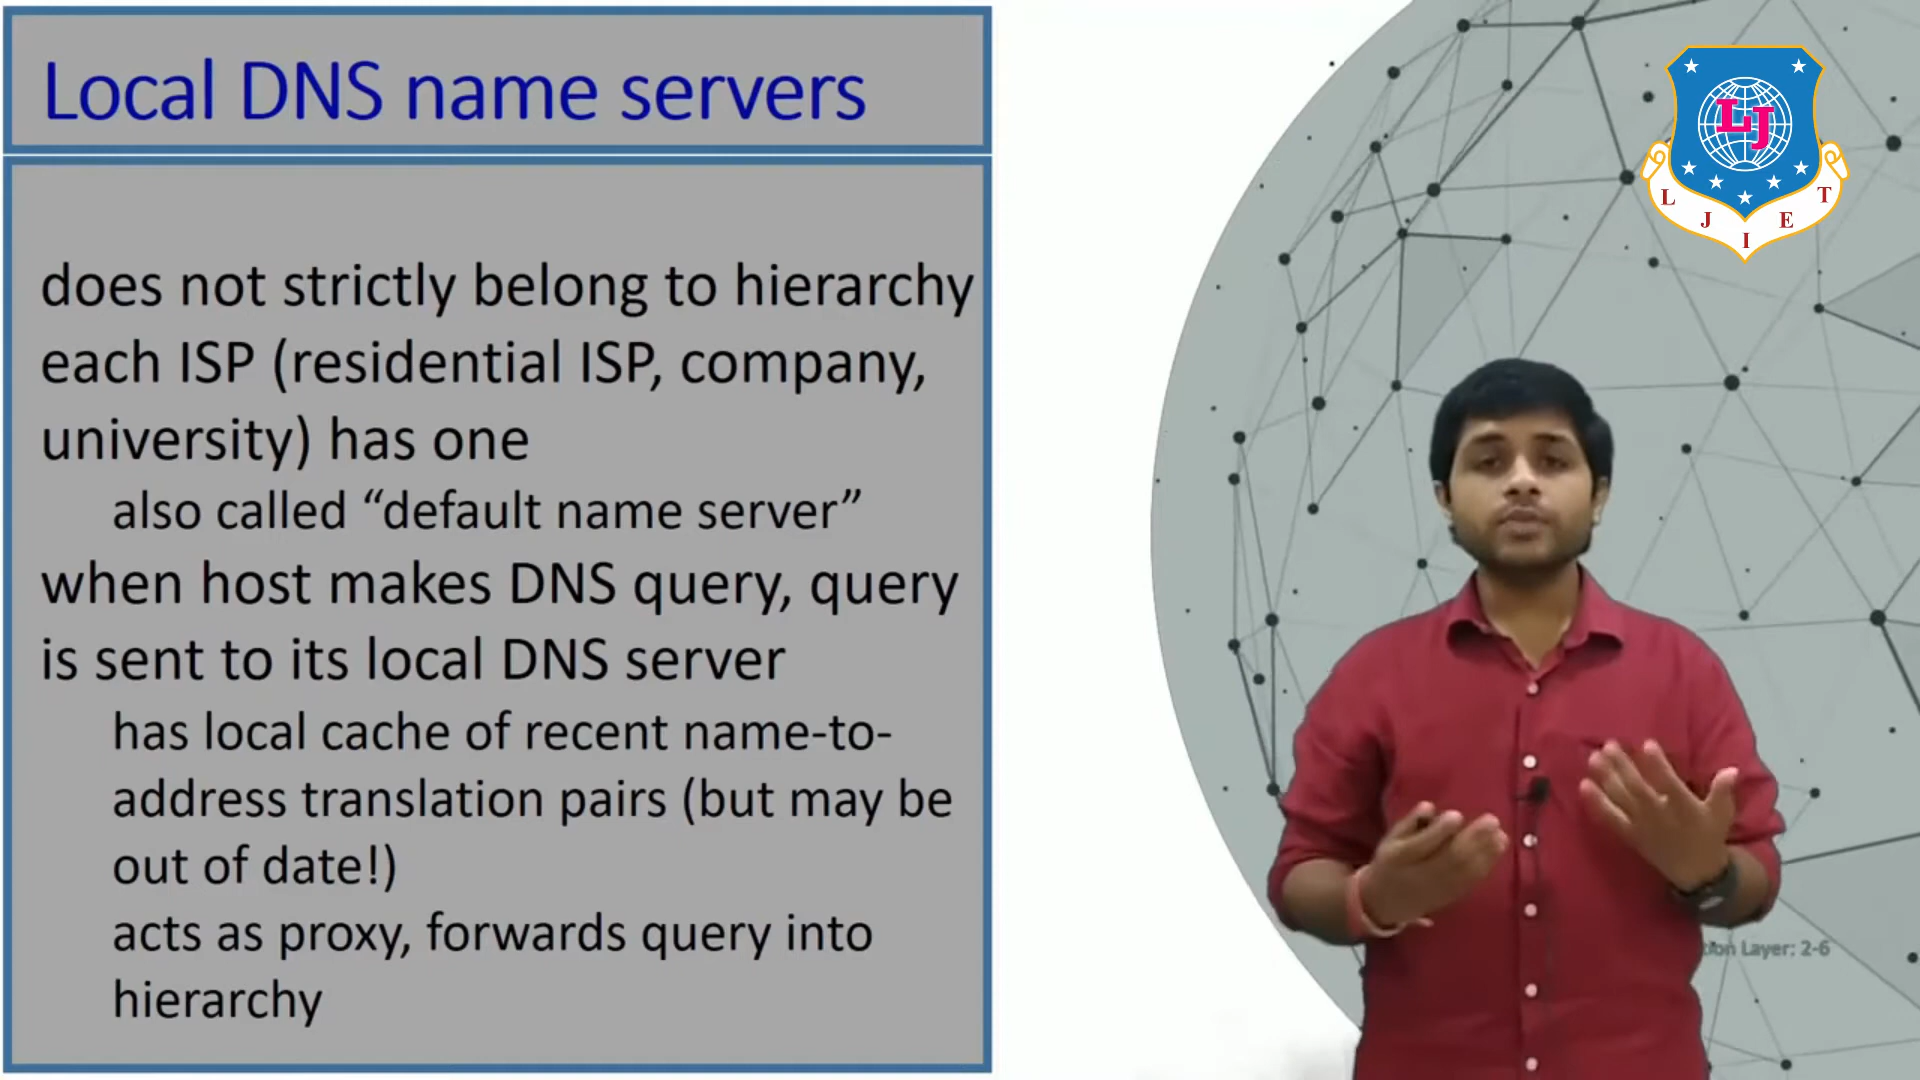 Local DNS name servers
does not strictly belong to hierarchy
each ISP (residential ISP, company,
university) has one
also called “default name server”
when host makes DNS query, query
is sent to its local DNS server
has local cache of recent name-to-
address translation pairs (but may be
out of date!)
acts as proxy, forwards query into
hierarchy
LJ
L J I E T
Layer: 2-6